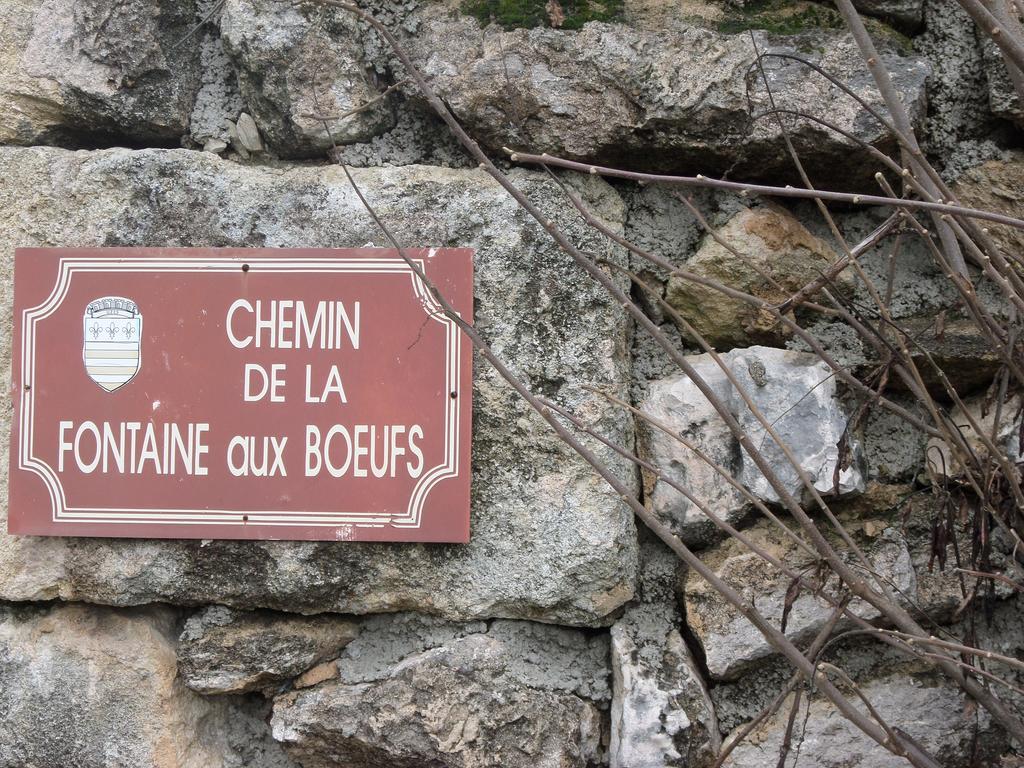 CHEMIN
DE LA
FONTAINE aux BOEUFS